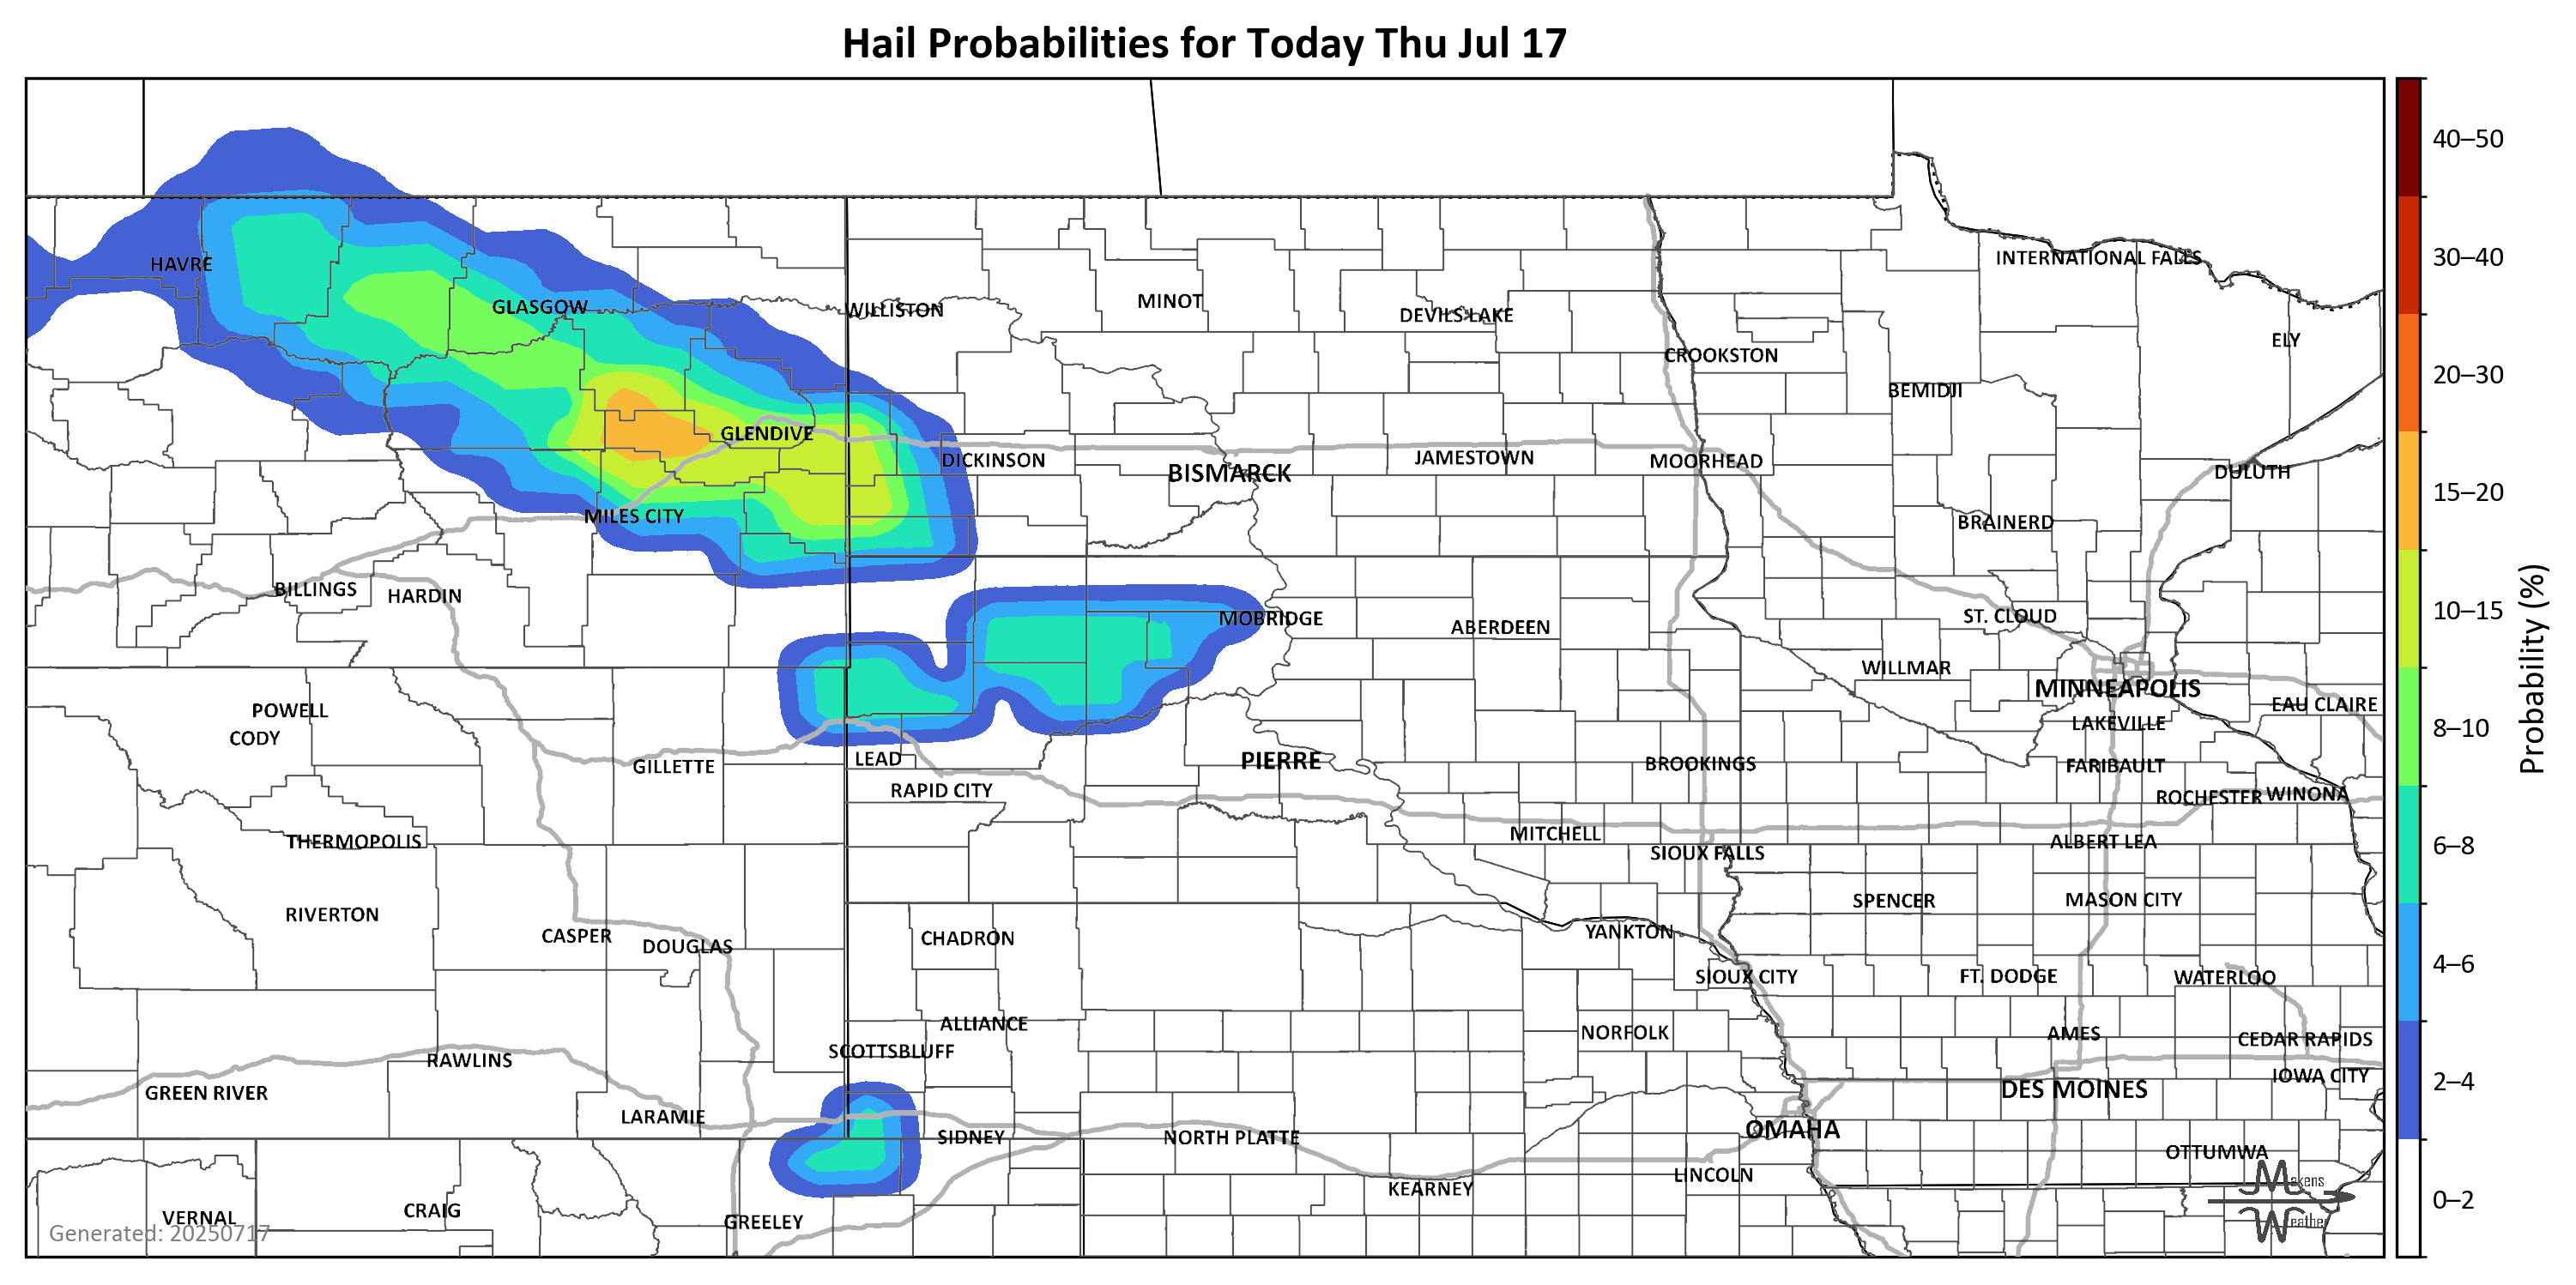 Hail Probabilities for Today Thu Jul 17
40–50
INTERNATIONAL FALLS
30–40
HAVRE
MINOT
GLASGOW
WILLISTON
DEVILS LAKE
ELY
CROOKSTON
20–30
BEMIDJI
GLENDIVE
DICKINSON
JAMESTOWN
MOORHEAD
BISMARCK
DULUTH
15–20
MILES CITY
BRAINERD
BILLINGS
HARDIN
10–15
MOBRIDGE
ST. CLOUD
ABERDEEN
WILLMAR
Probability (%)
MINNEAPOLIS
EAU CLAIRE
POWELL
LAKEVILLE
8–10
CODY
LEAD
PIERRE
BROOKINGS
GILLETTE
FARIBAULT
RAPID CITY
ROCHESTER
WINONA
MITCHELL
THERMOPOLIS
ALBERT LEA
6–8
SIOUX FALLS
SPENCER
MASON CITY
RIVERTON
YANKTON
CASPER
CHADRON
DOUGLAS
4–6
SIOUX CITY
FT. DODGE
WATERLOO
ALLIANCE
NORFOLK
AMES
CEDAR RAPIDS
SCOTTSBLUFF
RAWLINS
IOWA CITY
2–4
GREEN RIVER
DES MOINES
LARAMIE
OMAHA
SIDNEY
NORTH PLATTE
OTTUMWA
LINCOLN
Makens
KEARNEY
0–2
CRAIG
VERNAL
Weather
GREELEY
Generated: 20250717